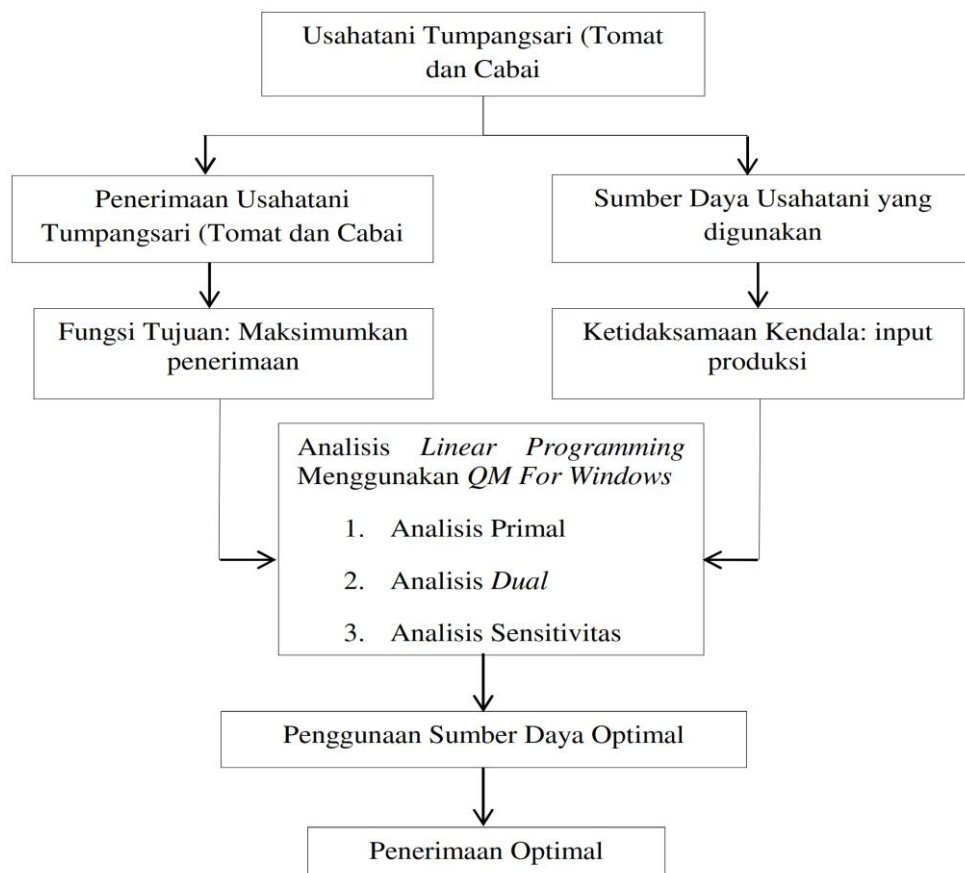 Usahatani Tumpangsari (Tomat
dan Cabai
Penerimaan Usahatani
Tumpangsari (Tomat dan Cabai
Sumber Daya Usahatani yang
digunakan
Fungsi Tujuan: Maksimumkan
penerimaan
Ketidaksamaan Kendala: input
produksi
Analisis Linear Programming
Menggunakan QM For Windows
1. Analisis Primal
2. Analisis Dual
3. Analisis Sensitivitas
Penggunaan Sumber Daya Optimal
Penerimaan Optimal